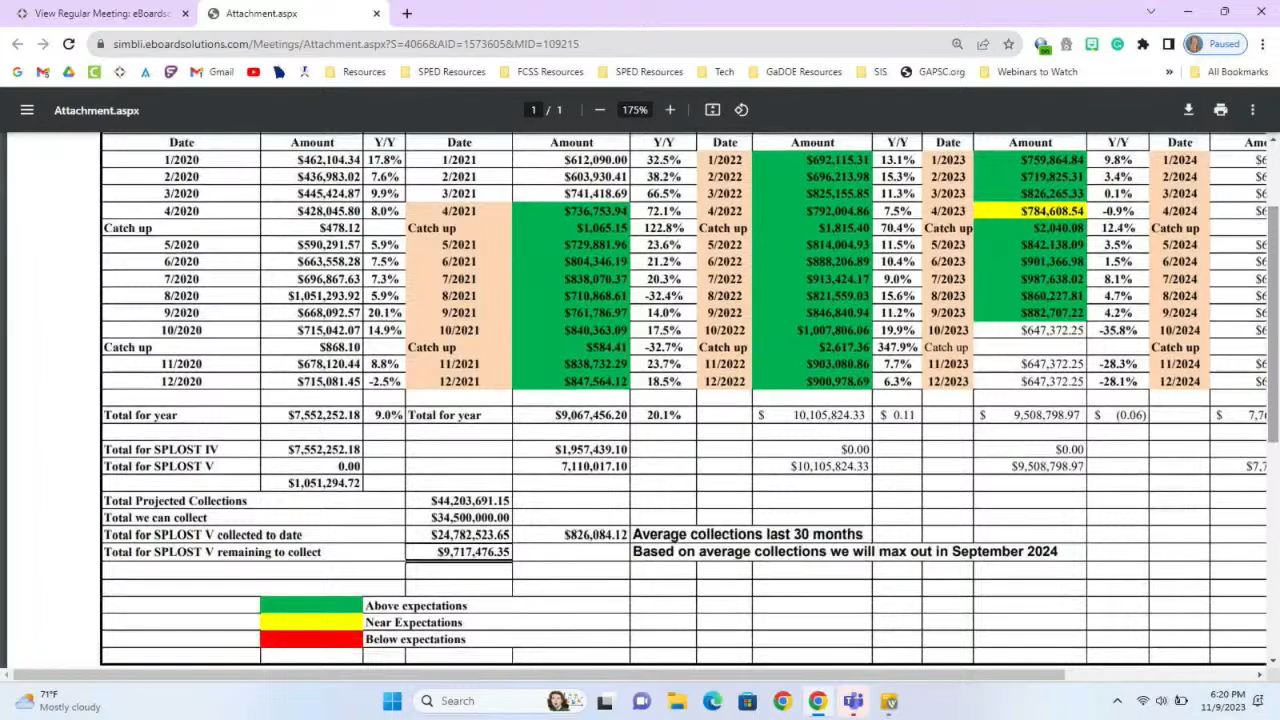 View Regular Meeting: eBoards
Attachment.aspx
simbli.eboardsolutions.com/Meetings/Attachment.aspx?S=4066&AID=1573605&MID=109215
Paused
Gmail
Resources
SPED Resources
FCSS Resources
SPED Resources
Tech
GaDOE Resources
SIS
GAPSC.org
Webinars to Watch
»
All Bookmarks
Attachment.aspx
1 / 1
175%
Date Amount Y/Y Date Amount Y/Y Date Amount Y/Y Date Amount Y/Y Date Amo
1/2020 $462,104.34 17.8% 1/2021 $612,090.00 32.5% 1/2022 $692,115.31 13.1% 1/2023 $759,864.84 9.8% 1/2024 $6
2/2020 $436,983.02 7.6% 2/2021 $603,930.41 38.2% 2/2022 $696,213.98 15.3% 2/2023 $719,825.31 3.4% 2/2024 $6
3/2020 $445,424.87 9.9% 3/2021 $741,418.69 66.5% 3/2022 $825,155.85 11.3% 3/2023 $826,265.33 0.1% 3/2024 $6
4/2020 $428,045.80 8.0% 4/2021 $736,753.94 72.1% 4/2022 $792,004.86 7.5% 4/2023 $784,608.54 -0.9% 4/2024 $6
Catch up $478.12 Catch up $1,065.15 122.8% Catch up $1,815.40 70.4% Catch up $2,040.08 12.4% Catch up
5/2020 $590,291.57 5.9% 5/2021 $729,881.96 23.6% 5/2022 $814,004.93 11.5% 5/2023 $842,138.09 3.5% 5/2024 $6
6/2020 $663,558.28 7.5% 6/2021 $804,346.19 21.2% 6/2022 $888,206.89 10.4% 6/2023 $901,366.98 1.5% 6/2024 $6
7/2020 $696,867.63 7.3% 7/2021 $838,070.37 20.3% 7/2022 $913,424.17 9.0% 7/2023 $987,638.02 8.1% 7/2024 $6
8/2020 $1,051,293.92 5.9% 8/2021 $710,868.61 -32.4% 8/2022 $821,559.03 15.6% 8/2023 $860,227.81 4.7% 8/2024 $6
9/2020 $668,092.57 20.1% 9/2021 $761,786.97 14.0% 9/2022 $846,840.94 11.2% 9/2023 $882,707.22 4.2% 9/2024 $6
10/2020 $715,042.07 14.9% 10/2021 $840,363.09 17.5% 10/2022 $1,007,806.06 19.9% 10/2023 $647,372.25 -35.8% 10/2024 $6
Catch up $868.10 Catch up $584.41 -32.7% Catch up $2,617.36 347.9% Catch up Catch up
11/2020 $678,120.44 8.8% 11/2021 $838,732.29 23.7% 11/2022 $903,080.86 7.7% 11/2023 $647,372.25 -28.3% 11/2024 $6
12/2020 $715,081.45 -2.5% 12/2021 $847,564.12 18.5% 12/2022 $900,978.69 6.3% 12/2023 $647,372.25 -28.1% 12/2024 $6
Total for year $7,552,252.18 9.0% Total for year $9,067,456.20 20.1% $ 10,105,824.33 $ 0.11 $ 9,508,798.97 $ (0.06) $ 7,7
Total for SPLOST IV $7,552,252.18 $1,957,439.10 $0.00 $0.00
Total for SPLOST V 0.00 7,110,017.10 $10,105,824.33 $9,508,798.97 $7,7
$1,051,294.72
Total Projected Collections $44,203,691.15
Total we can collect $34,500,000.00
Total for SPLOST V collected to date $24,782,523.65 $826,084.12 Average collections last 30 months
Total for SPLOST V remaining to collect $9,717,476.35 Based on average collections we will max out in September 2024
Above expectations
Near Expectations
Below expectations
71°F
Mostly cloudy
Search
6:20 PM
11/9/2023